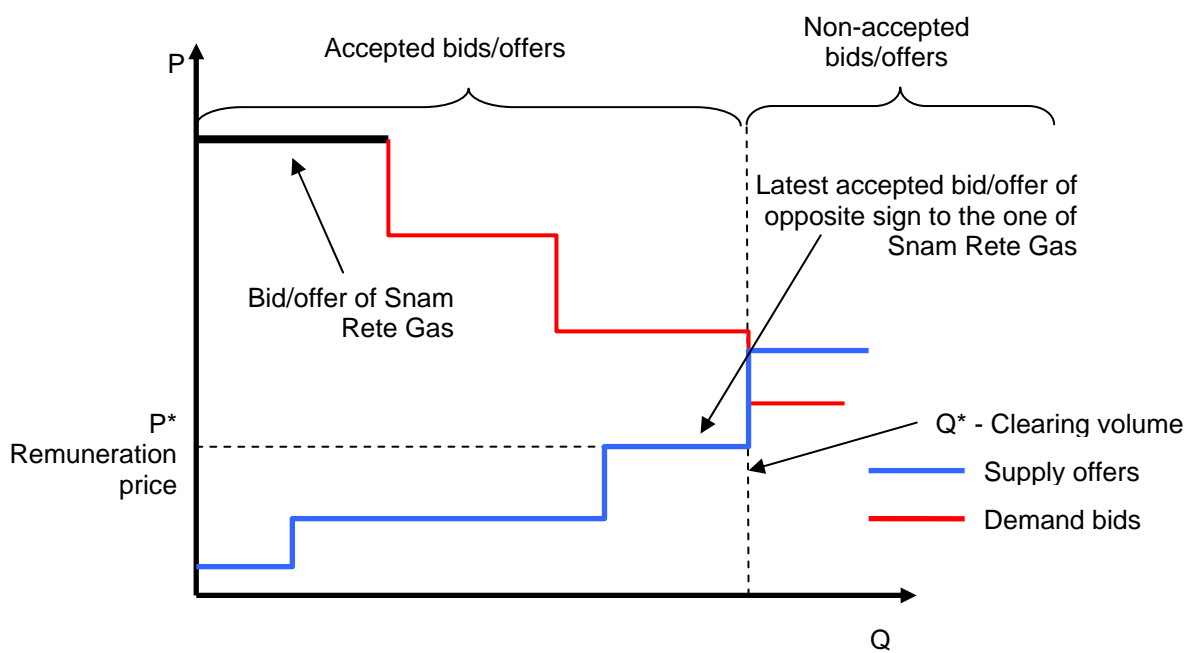 Non-accepted
bids/offers
Accepted bids/offers
P
Latest accepted bid/offer of
opposite sign to the one of
Snam Rete Gas
Bid/offer of Snam
Rete Gas
P*
Remuneration
price
Q* - Clearing volume
Supply offers
Demand bids
Q